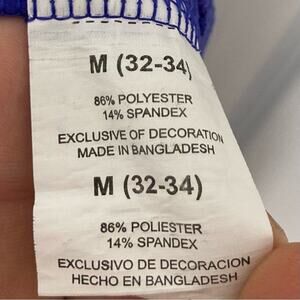 M (32-34)
86% POLYESTER
14% SPANDEX
EXCLUSIVE OF DECORATION
MADE IN BANGLADESH
M (32-34)
86% POLIESTER
14% SPANDEX
EXCLUSIVO DE DECORACION
HECHO EN BANGLADESH